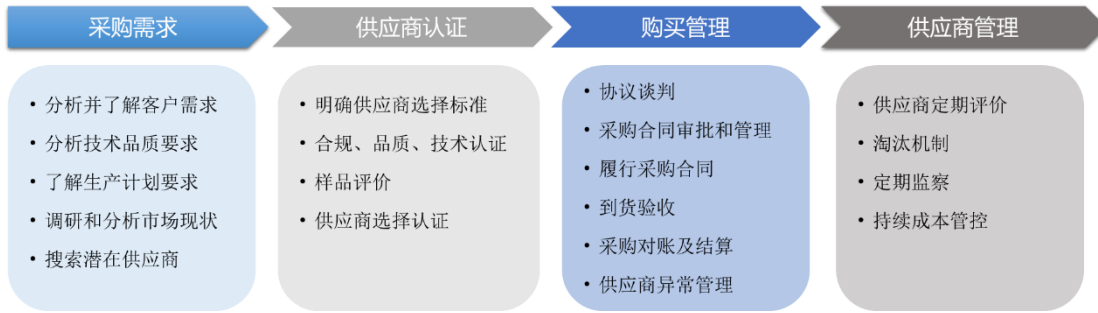 采购需求
供应商认证
购买管理
供应商管理
• 分析并了解客户需求
• 分析技术品质要求
• 了解生产计划要求
• 调研和分析市场现状
• 搜索潜在供应商
• 明确供应商选择标准
• 合规、品质、技术认证
• 样品评价
• 供应商选择认证
• 协议谈判
• 采购合同审批和管理
• 履行采购合同
• 到货验收
• 采购对账及结算
• 供应商异常管理
• 供应商定期评价
• 淘汰机制
• 定期监察
• 持续成本管控